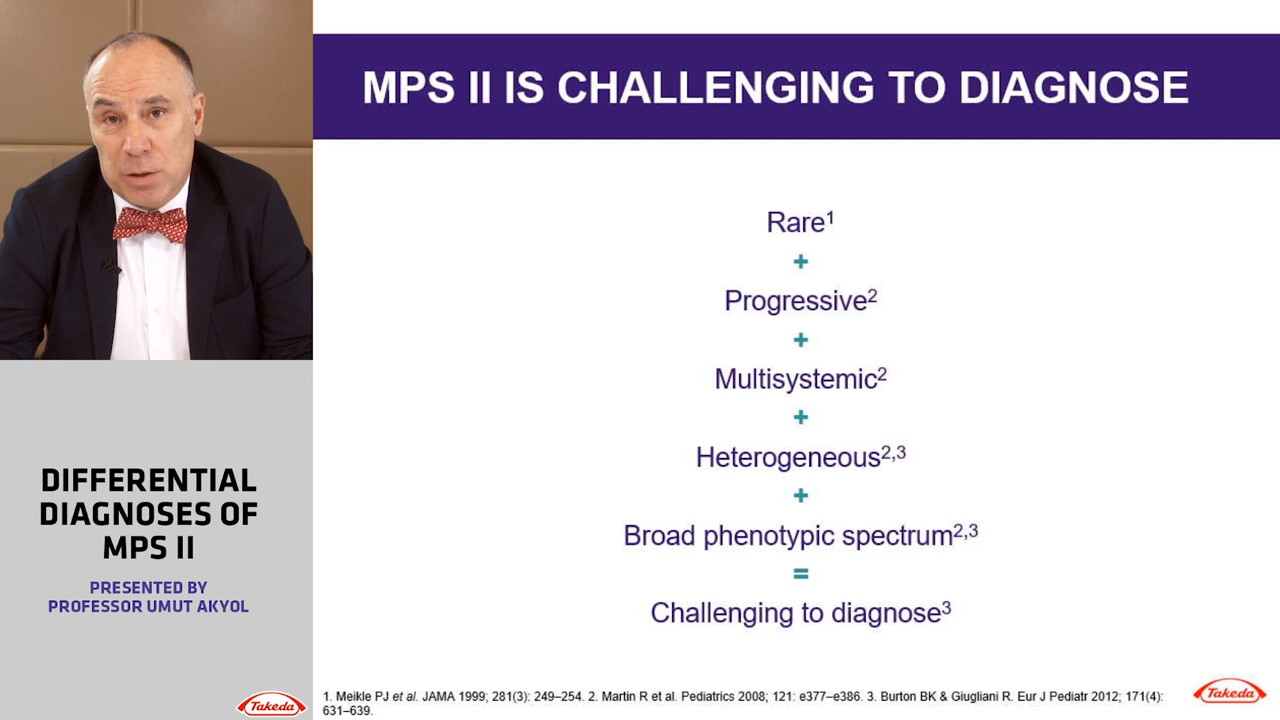 MPS II IS CHALLENGING TO DIAGNOSE
Rare¹
+
Progressive²
+
Multisystemic²
+
Heterogeneous²,³
+
Broad phenotypic spectrum²,³
=
Challenging to diagnose³
DIFFERENTIAL
DIAGNOSES OF
MPS II
PRESENTED BY
PROFESSOR UMUT AKYOL
Takeda
1. Meikle PJ et al. JAMA 1999; 281(3): 249–254. 2. Martin R et al. Pediatrics 2008; 121: e377–e386. 3. Burton BK & Giugliani R. Eur J Pediatr 2012; 171(4):
631–639.
Takeda